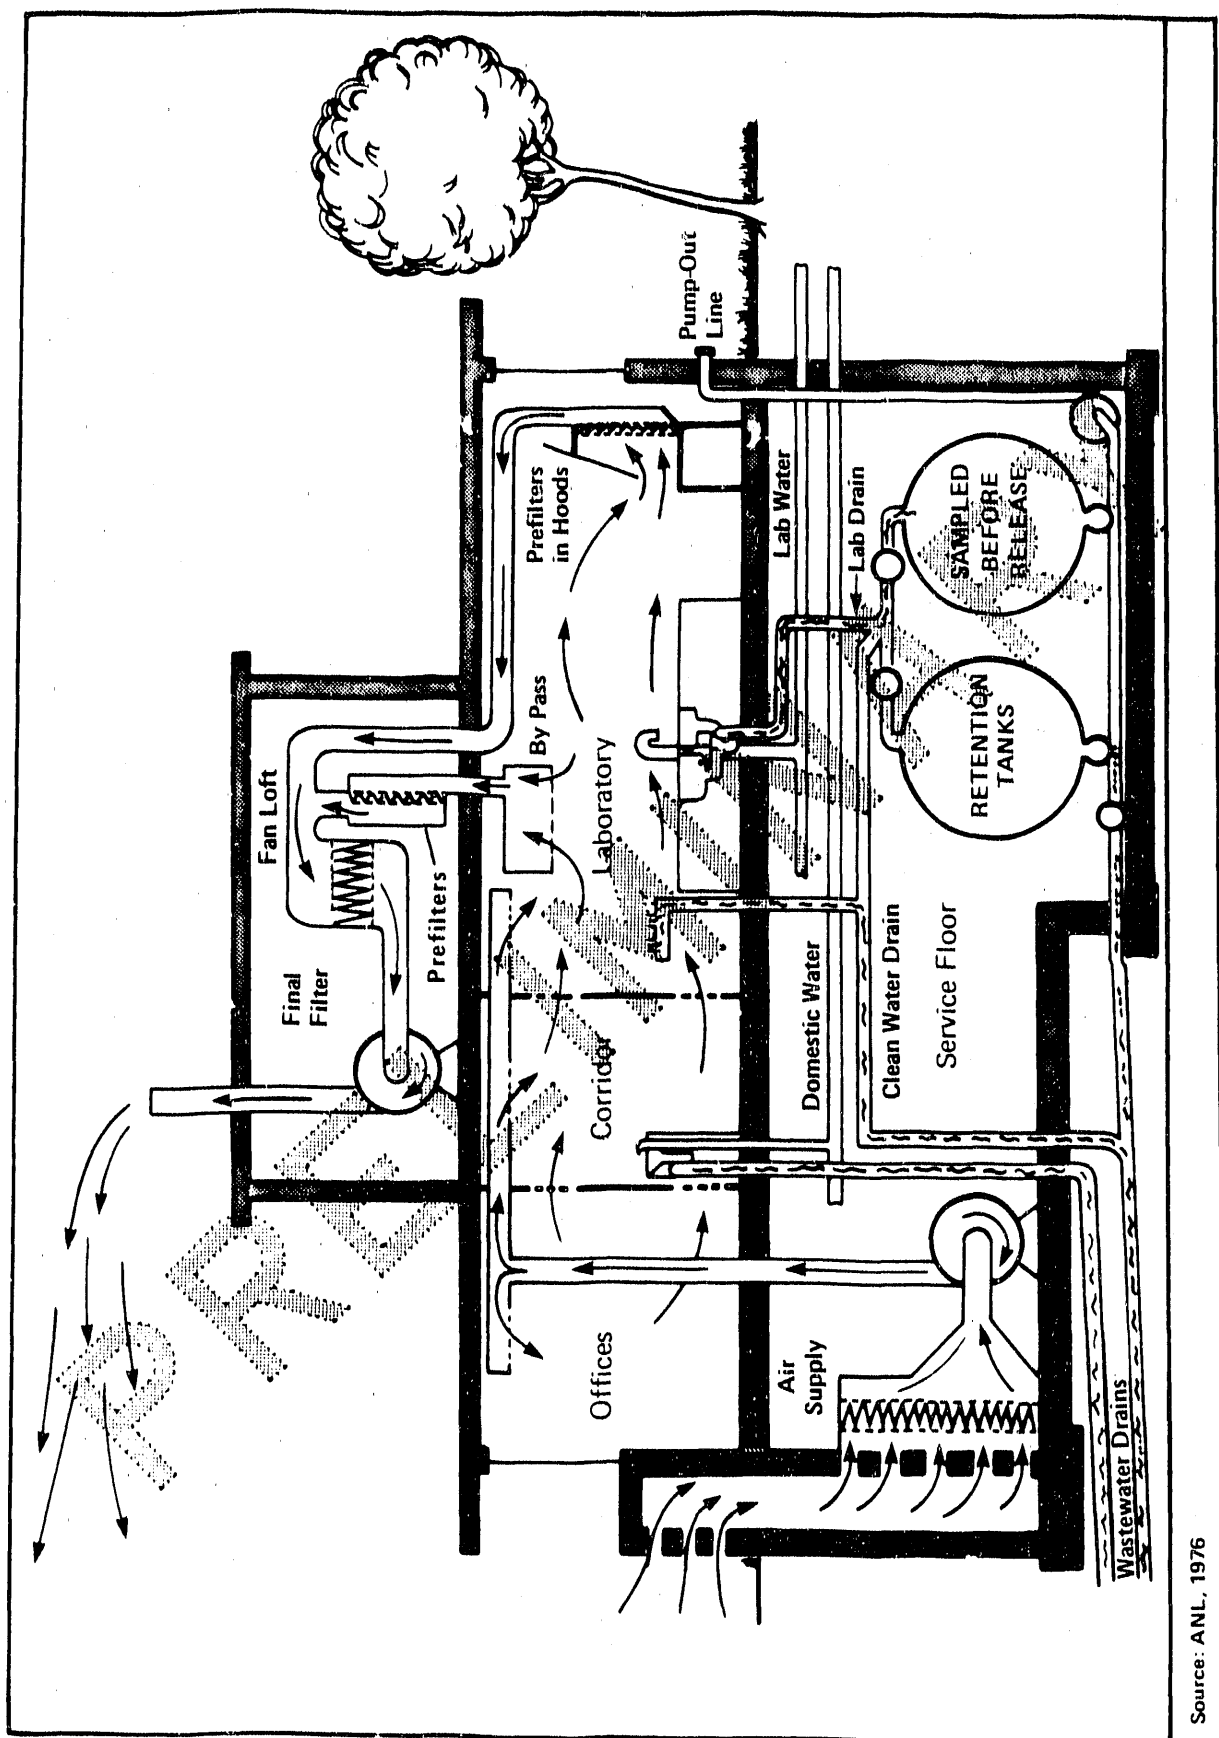 PRELIMINARY
Fan Loft
Final
Filter
Prefilters
By Pass
Prefilters
in Hoods
Pump-Out
Line
Offices
Corridor
Laboratory
Air
Supply
Domestic Water
Lab Water
Lab Drain
Clean Water Drain
Service Floor
RETENTION
TANKS
SAMPLED
BEFORE
RELEASE
Wastewater Drains
Source: ANL, 1976